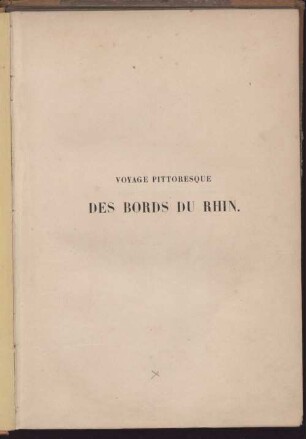 VOYAGE PITTORESQUE
DES BORDS DU RHIN.